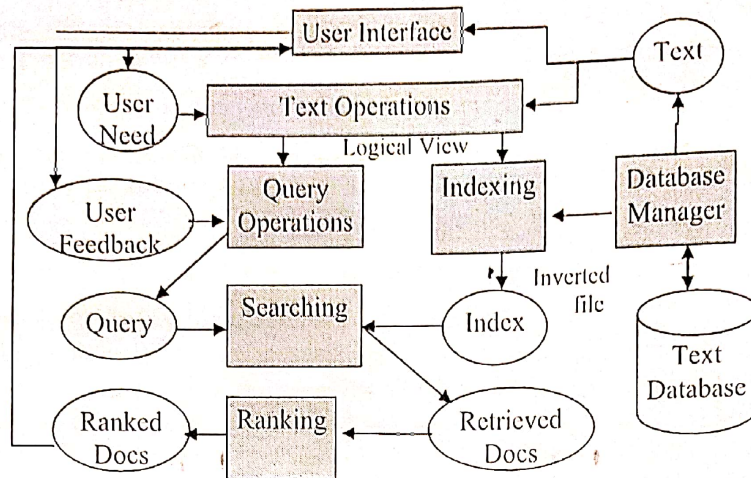 User Interface
Text
User
Need
Text Operations
Logical View
User
Feedback
Query
Operations
Indexing
Database
Manager
Inverted
file
Query
Searching
Index
Text
Database
Ranked
Docs
Ranking
Retrieved
Docs